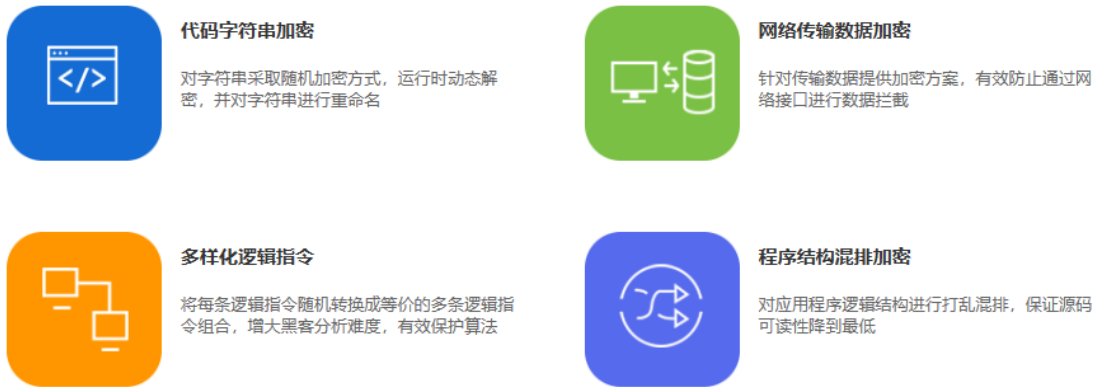 代码字符串加密
对字符串采取随机加密方式，运行时动态解
密，并对字符串进行重命名
网络传输数据加密
针对传输数据提供加密方案，有效防止通过网
络接口进行数据拦截
多样化逻辑指令
将每条逻辑指令随机转换成等价的多条逻辑指
令组合，增大黑客分析难度，有效保护算法
程序结构混排加密
对应用程序逻辑结构进行打乱混排，保证源码
可读性降到最低